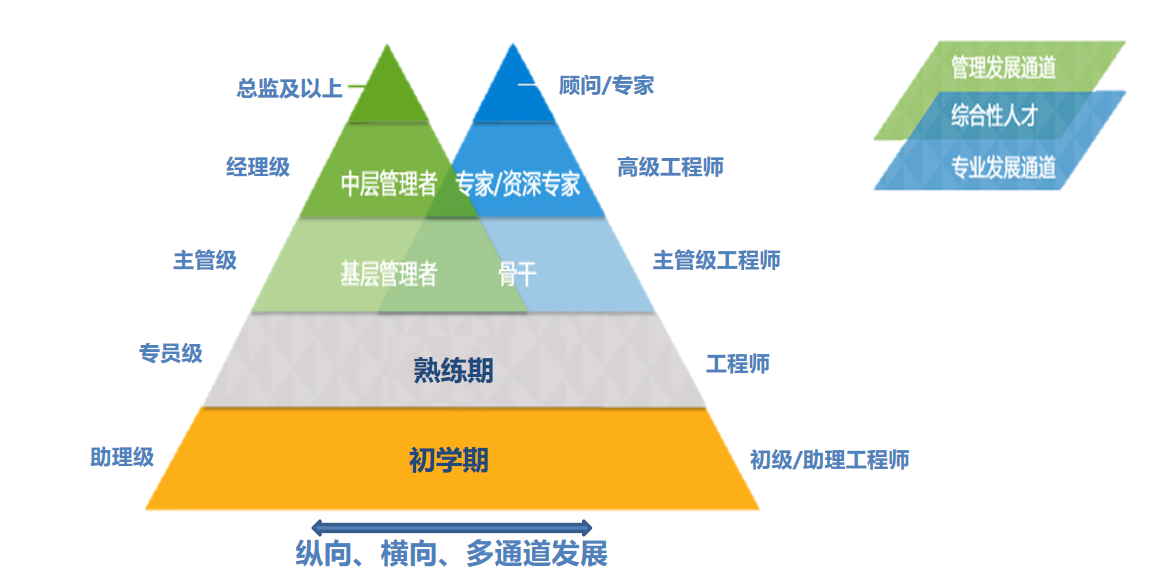 总监及以上
顾问/专家
管理发展通道
综合性人才
专业发展通道
经理级
中层管理者
专家/资深专家
高级工程师
主管级
基层管理者
骨干
主管级工程师
专员级
熟练期
工程师
助理级
初学期
初级/助理工程师
纵向、横向、多通道发展